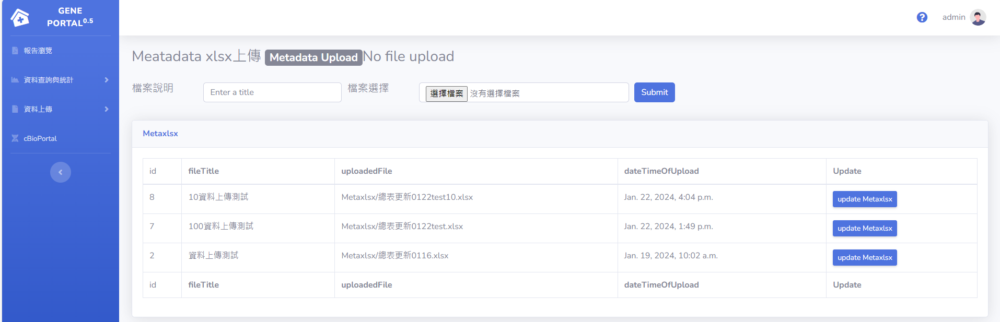 GENE
PORTAL0.5
報告瀏覽
資料查詢與統計
資料上傳
cBioPortal
admin
Meatadata xlsx上傳 Metadata Upload No file upload
檔案說明 Enter a title 檔案選擇 選擇檔案 沒有選擇檔案 Submit
Metaxlsx
id fileTitle uploadedFile dateTimeOfUpload Update
8 10資料上傳測試 Metaxlsx/總表更新0122test10.xlsx Jan. 22, 2024, 4:04 p.m. update Metaxlsx
7 100資料上傳測試 Metaxlsx/總表更新0122test.xlsx Jan. 22, 2024, 1:49 p.m. update Metaxlsx
2 資料上傳測試 Metaxlsx/總表更新0116.xlsx Jan. 19, 2024, 10:02 a.m. update Metaxlsx
id fileTitle uploadedFile dateTimeOfUpload Update